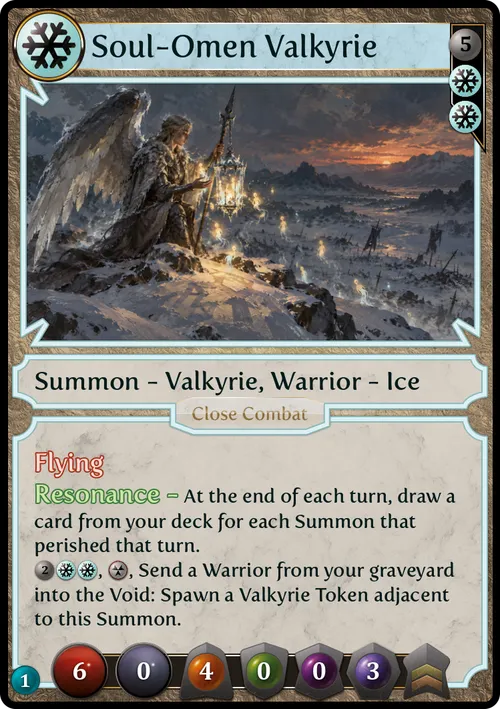 Soul-Omen Valkyrie
5
Summon - Valkyrie, Warrior - Ice
Close Combat
Flying
Resonance - At the end of each turn, draw a
card from your deck for each Summon that
perished that turn.
2, , Send a Warrior from your graveyard
into the Void: Spawn a Valkyrie Token adjacent
to this Summon.
1 6* 0* 4 0 0 3